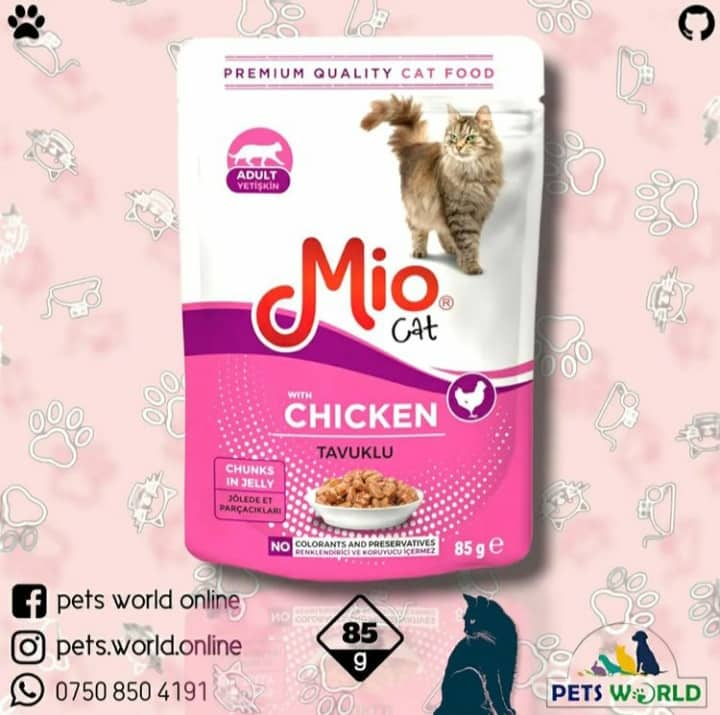 PREMIUM QUALITY CAT FOOD
ADULT
YETİŞKİN
Mio®
Cat
WITH
CHICKEN
TAVUKLU
CHUNKS
IN JELLY
JÖLEDE ET
PARÇACIKLARI
NO COLORANTS AND PRESERVATIVES
RENKLENDİRİCİ VE KORUYUCU İÇERMEZ
85 g e
pets world online
pets.world.online
0750 850 4191
85
g
PETS WORLD